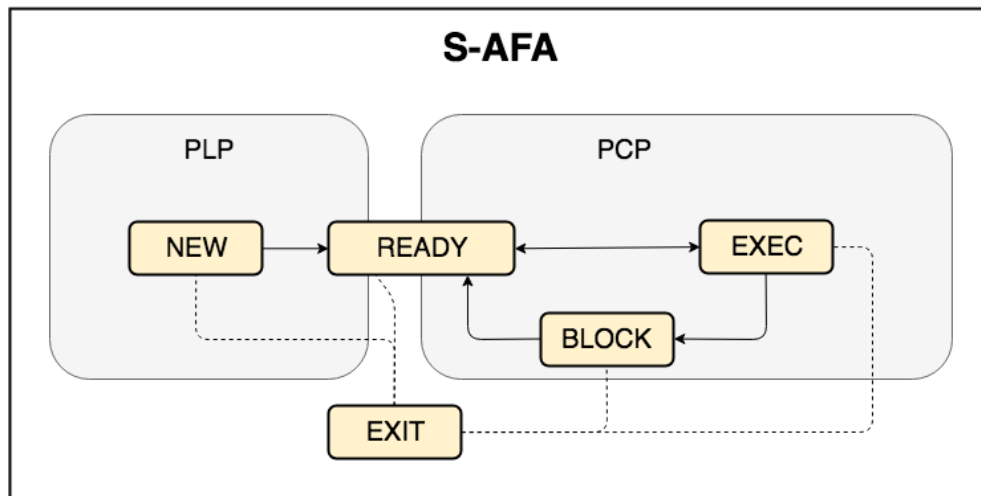 S-AFA
PLP
PCP
NEW
READY
EXEC
BLOCK
EXIT